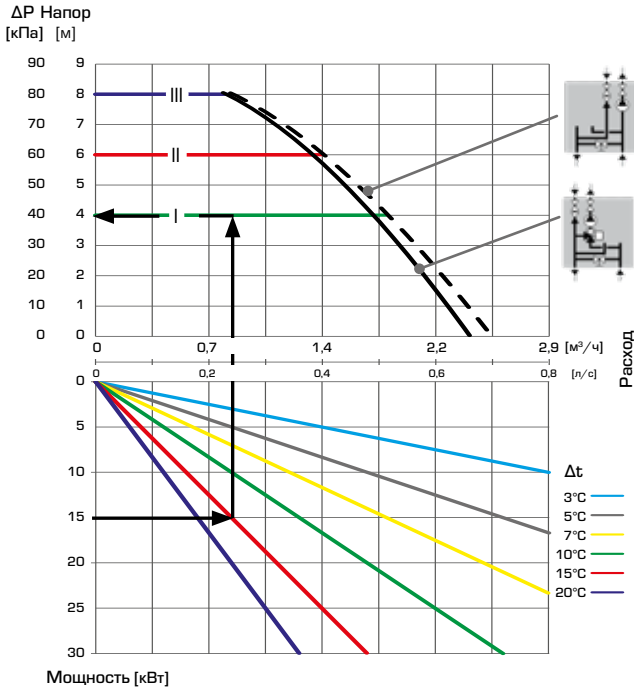 ΔP Напор
[кПа] [м]
90 9
80 8
70 7
60 6
50 5
40 4
30 3
20 2
10 1
0 0
III
II
I
0 0,7 1,4 2,2 2,9 [м³/ч]
0 0,2 0,4 0,6 0,8 [л/с]
Расход
0
5
10
15
20
25
30
Δt
3°C
5°C
7°C
10°C
15°C
20°C
Мощность [кВт]